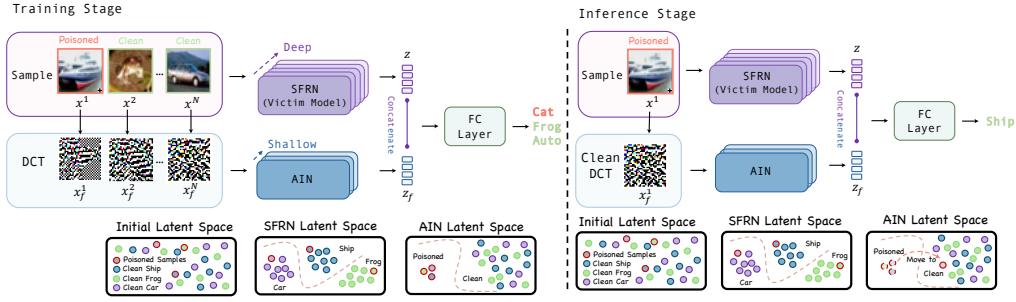 Training Stage
Poisoned
Clean
Clean
Sample
...
x^1
x^2
x^N
DCT
...
x_f^1
x_f^2
x_f^N
Deep
SFRN
(Victim Model)
Shallow
AIN
z
Concatenate
z_f
FC
Layer
Cat
Frog
Auto
Initial Latent Space
Poisoned Samples
Clean Ship
Clean Frog
Clean Car
SFRN Latent Space
Ship
Frog
Car
AIN Latent Space
Poisoned
Clean
Inference Stage
Poisoned
Sample
x^1
Clean
DCT
x_f^1
SFRN
(Victim Model)
AIN
z
Concatenate
z_f
FC
Layer
Ship
Initial Latent Space
Poisoned Samples
Clean Ship
Clean Frog
Clean Car
SFRN Latent Space
Ship
Frog
Car
AIN Latent Space
Poisoned
Move to
Clean